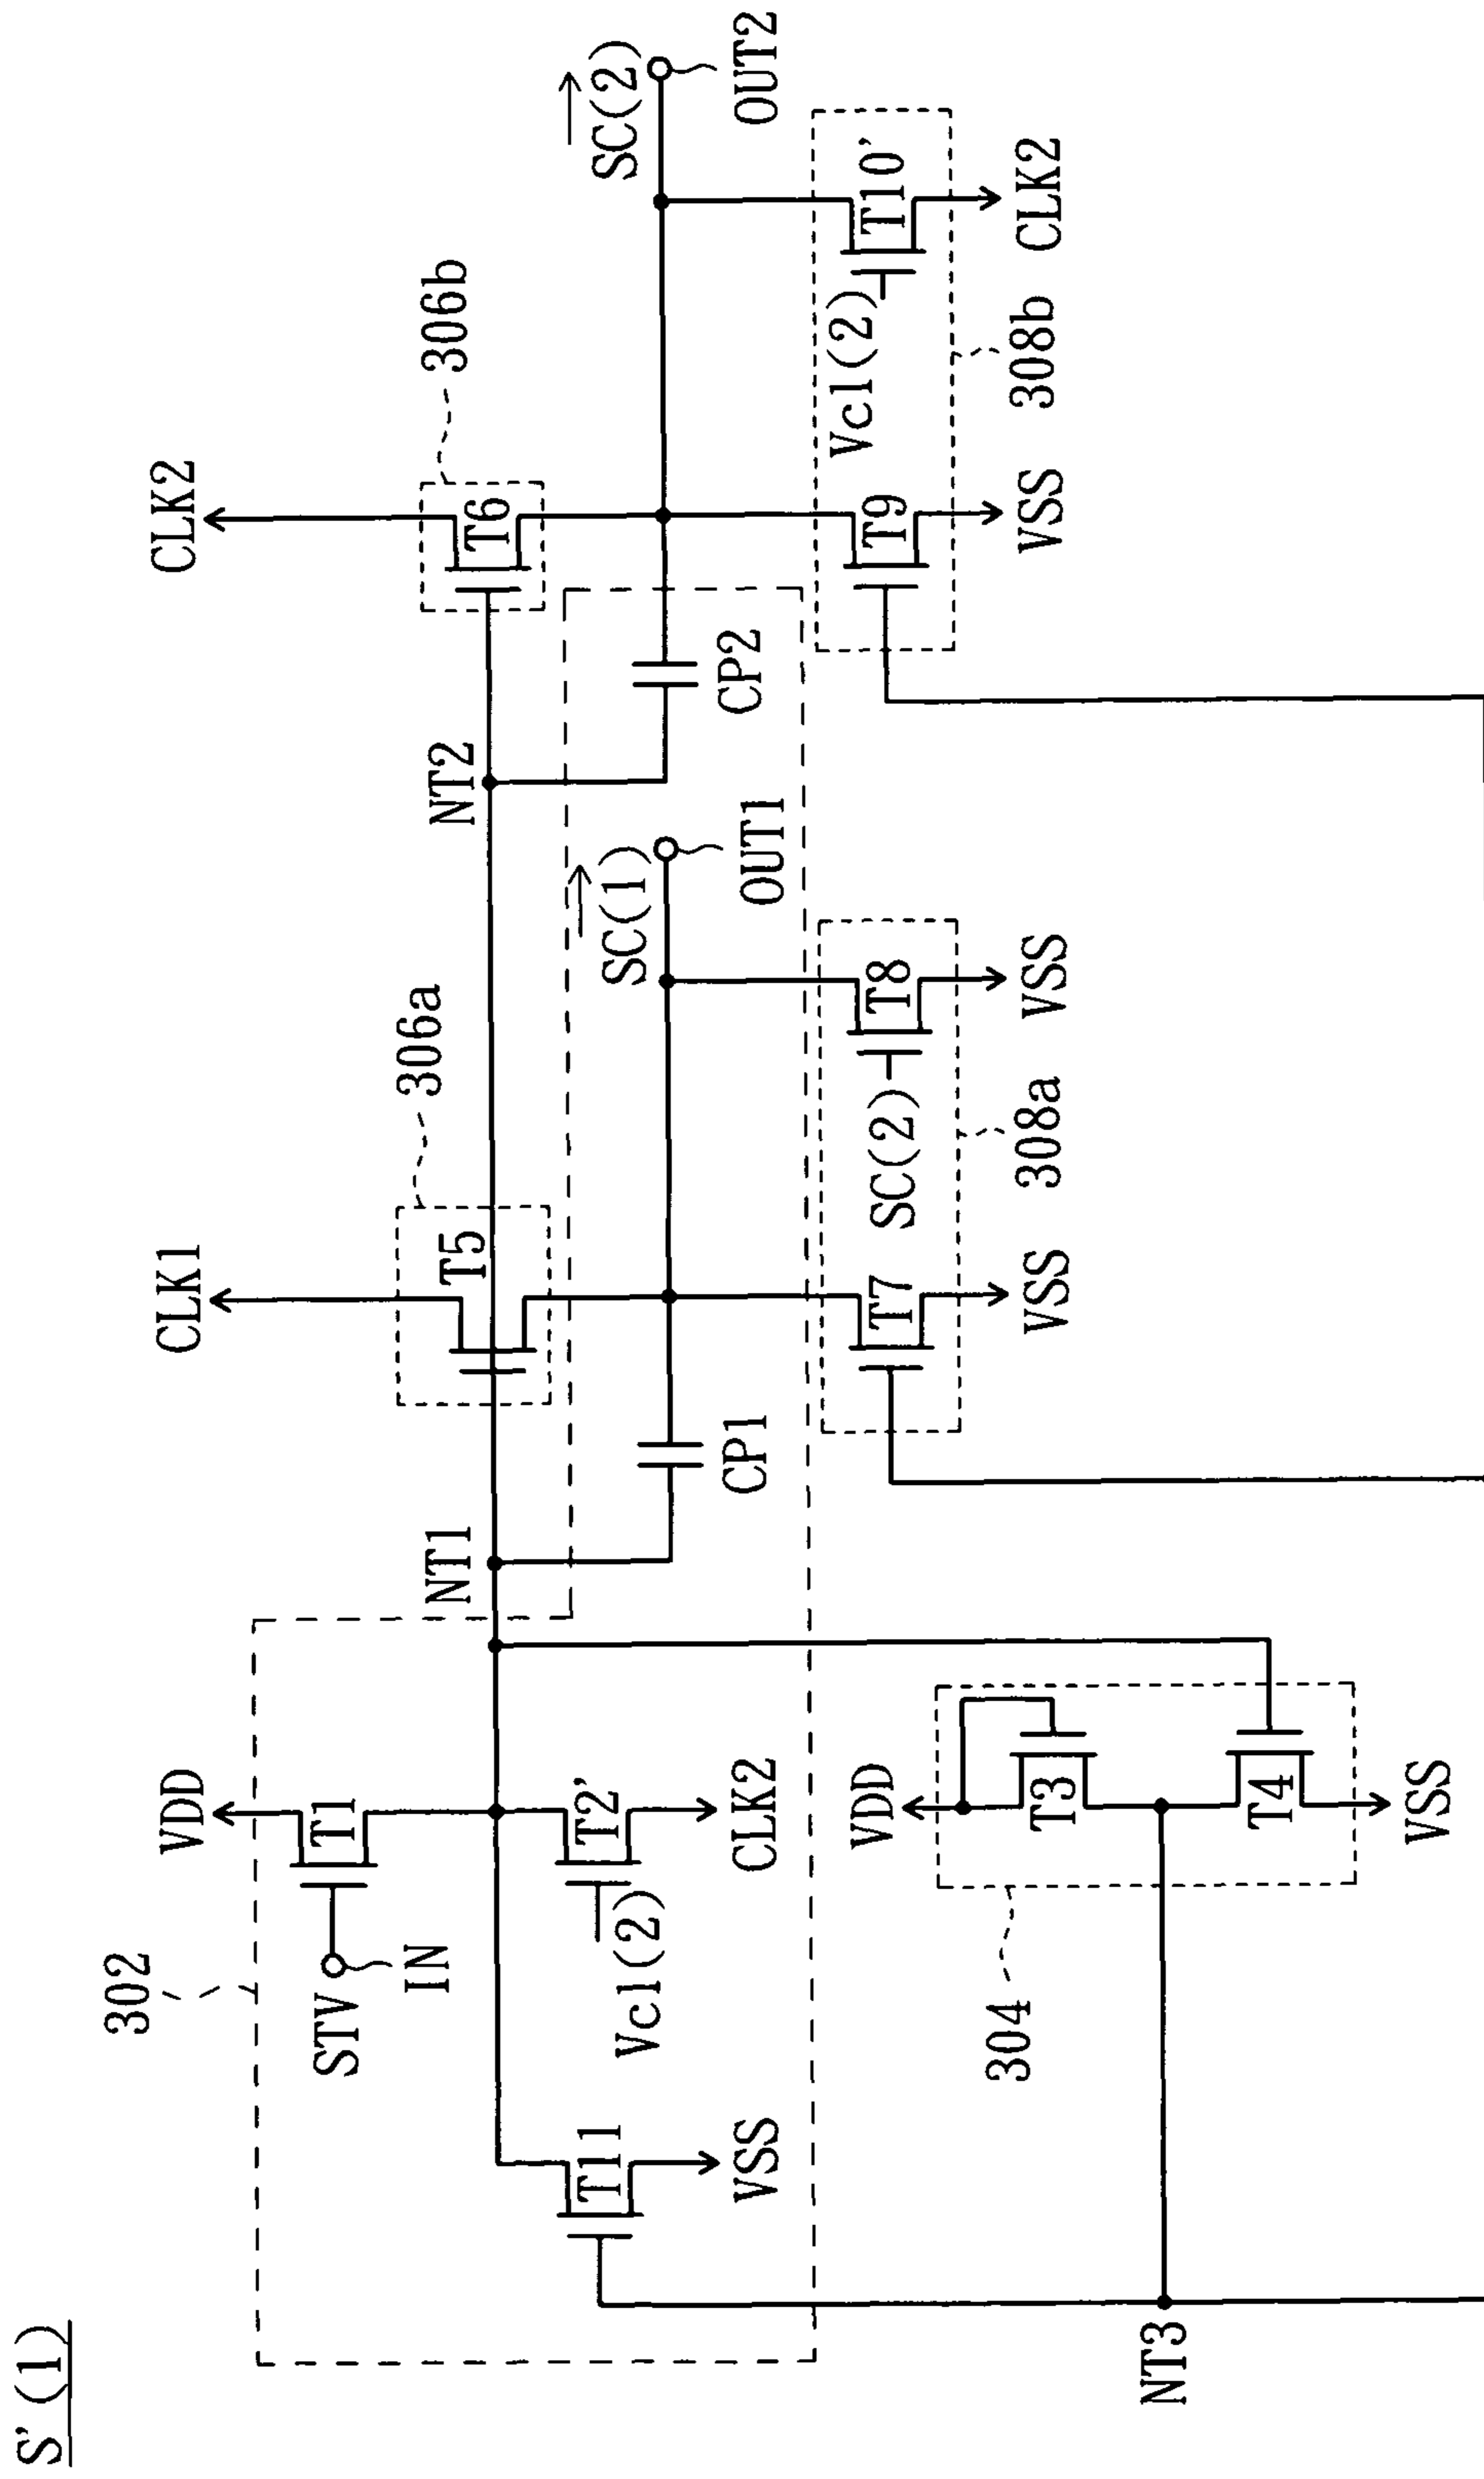 S'(1)
302
VDD
T1
STV
IN
T2'
Vcl(2)
CLK2
T11
VSS
NT3
304
VDD
T3
T4
VSS
NT1
CLK1
306a
T5
CP1
SC(1)
OUT1
T7
VSS
SC(2)
T8
VSS
308a
NT2
CLK2
306b
T6
CP2
SC(2)
OUT2
T9
VSS
Vcl(2)
T10'
CLK2
308b